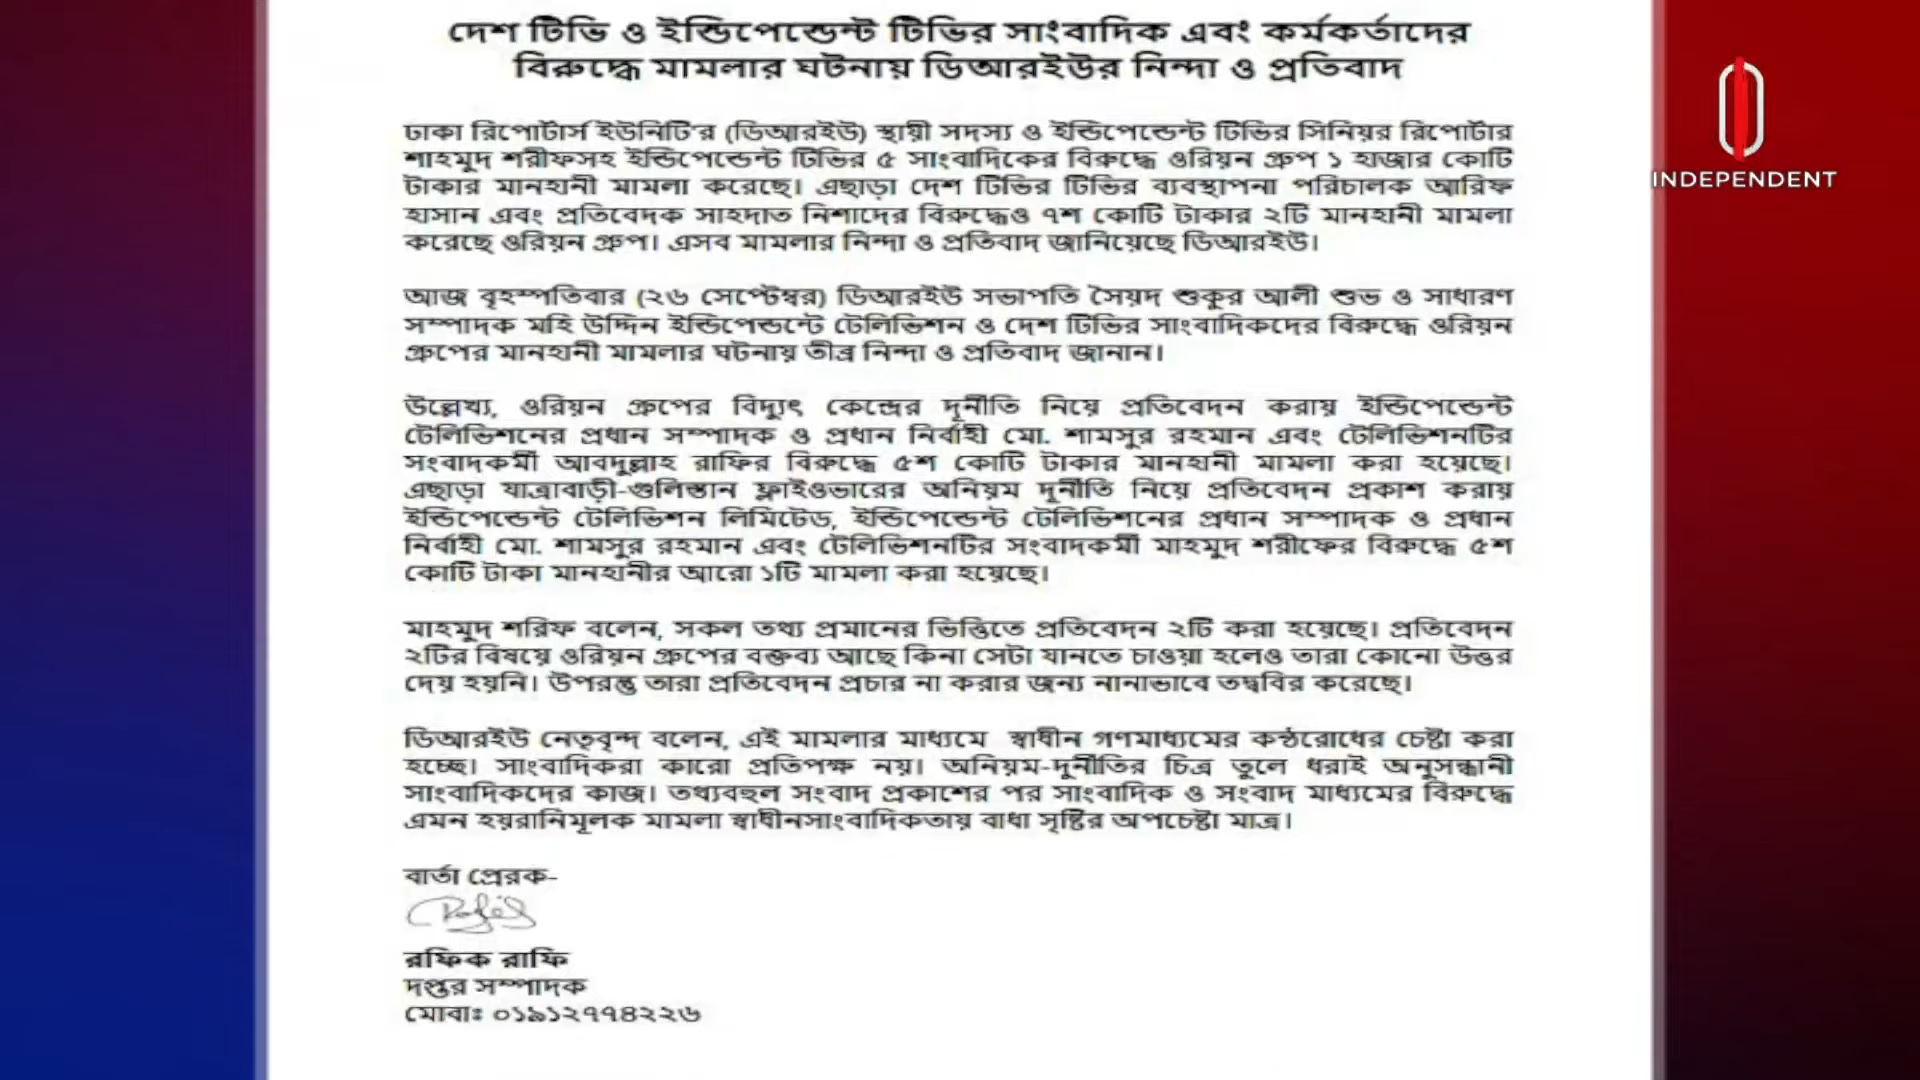 দেশ টিভি ও ইন্ডিপেন্ডেন্ট টিভির সাংবাদিক এবং কর্মকর্তাদের
বিরুদ্ধে মামলার ঘটনায় ডিআরইউর নিন্দা ও প্রতিবাদ
INDEPENDENT
ঢাকা রিপোর্টার্স ইউনিটি'র (ডিআরইউ) স্থায়ী সদস্য ও ইন্ডিপেন্ডেন্ট টিভির সিনিয়র রিপোর্টার
শাহমুদ শরীফসহ ইন্ডিপেন্ডেন্ট টিভির ৫ সাংবাদিকের বিরুদ্ধে ওরিয়ন গ্রুপ ১ হাজার কোটি
টাকার মানহানী মামলা করেছে। এছাড়া দেশ টিভির টিভির ব্যবস্থাপনা পরিচালক আরিফ
হাসান এবং প্রতিবেদক সাহদাত নিশাদের বিরুদ্ধেও ৭শ কোটি টাকার ২টি মানহানী মামলা
করেছে ওরিয়ন গ্রুপ। এসব মামলার নিন্দা ও প্রতিবাদ জানিয়েছে ডিআরইউ।
আজ বৃহস্পতিবার (২৬ সেপ্টেম্বর) ডিআরইউ সভাপতি সৈয়দ শুকুর আলী শুভ ও সাধারণ
সম্পাদক মহি উদ্দিন ইন্ডিপেন্ডন্টে টেলিভিশন ও দেশ টিভির সাংবাদিকদের বিরুদ্ধে ওরিয়ন
গ্রুপের মানহানী মামলার ঘটনায় তীব্র নিন্দা ও প্রতিবাদ জানান।
উল্লেখ্য, ওরিয়ন গ্রুপের বিদ্যুৎ কেন্দ্রের দূর্নীতি নিয়ে প্রতিবেদন করায় ইন্ডিপেন্ডেন্ট
টেলিভিশনের প্রধান সম্পাদক ও প্রধান নির্বাহী মো. শামসুর রহমান এবং টেলিভিশনটির
সংবাদকর্মী আবদুল্লাহ রাফির বিরুদ্ধে ৫শ কোটি টাকার মানহানী মামলা করা হয়েছে।
এছাড়া যাত্রাবাড়ী-গুলিস্তান ফ্লাইওভারের অনিয়ম দূর্নীতি নিয়ে প্রতিবেদন প্রকাশ করায়
ইন্ডিপেন্ডেন্ট টেলিভিশন লিমিটেড, ইন্ডিপেন্ডেন্ট টেলিভিশনের প্রধান সম্পাদক ও প্রধান
নির্বাহী মো. শামসুর রহমান এবং টেলিভিশনটির সংবাদকর্মী মাহমুদ শরীফের বিরুদ্ধে ৫শ
কোটি টাকা মানহানীর আরো ১টি মামলা করা হয়েছে।
মাহমুদ শরিফ বলেন, সকল তথ্য প্রমানের ভিত্তিতে প্রতিবেদন ২টি করা হয়েছে। প্রতিবেদন
২টির বিষয়ে ওরিয়ন গ্রুপের বক্তব্য আছে কিনা সেটা যানতে চাওয়া হলেও তারা কোনো উত্তর
দেয় হয়নি। উপরন্তু তারা প্রতিবেদন প্রচার না করার জন্য নানাভাবে তদ্ববির করেছে।
ডিআরইউ নেতৃবৃন্দ বলেন, এই মামলার মাধ্যমে স্বাধীন গণমাধ্যমের কন্ঠরোধের চেষ্টা করা
হচ্ছে। সাংবাদিকরা কারো প্রতিপক্ষ নয়। অনিয়ম-দুর্নীতির চিত্র তুলে ধরাই অনুসন্ধানী
সাংবাদিকদের কাজ। তথ্যবহুল সংবাদ প্রকাশের পর সাংবাদিক ও সংবাদ মাধ্যমের বিরুদ্ধে
এমন হয়রানিমূলক মামলা স্বাধীনসাংবাদিকতায় বাধা সৃষ্টির অপচেষ্টা মাত্র।
বার্তা প্রেরক-
রফিক রাফি
দপ্তর সম্পাদক
মোবাঃ ০১৯১২৭৭৪২২৬